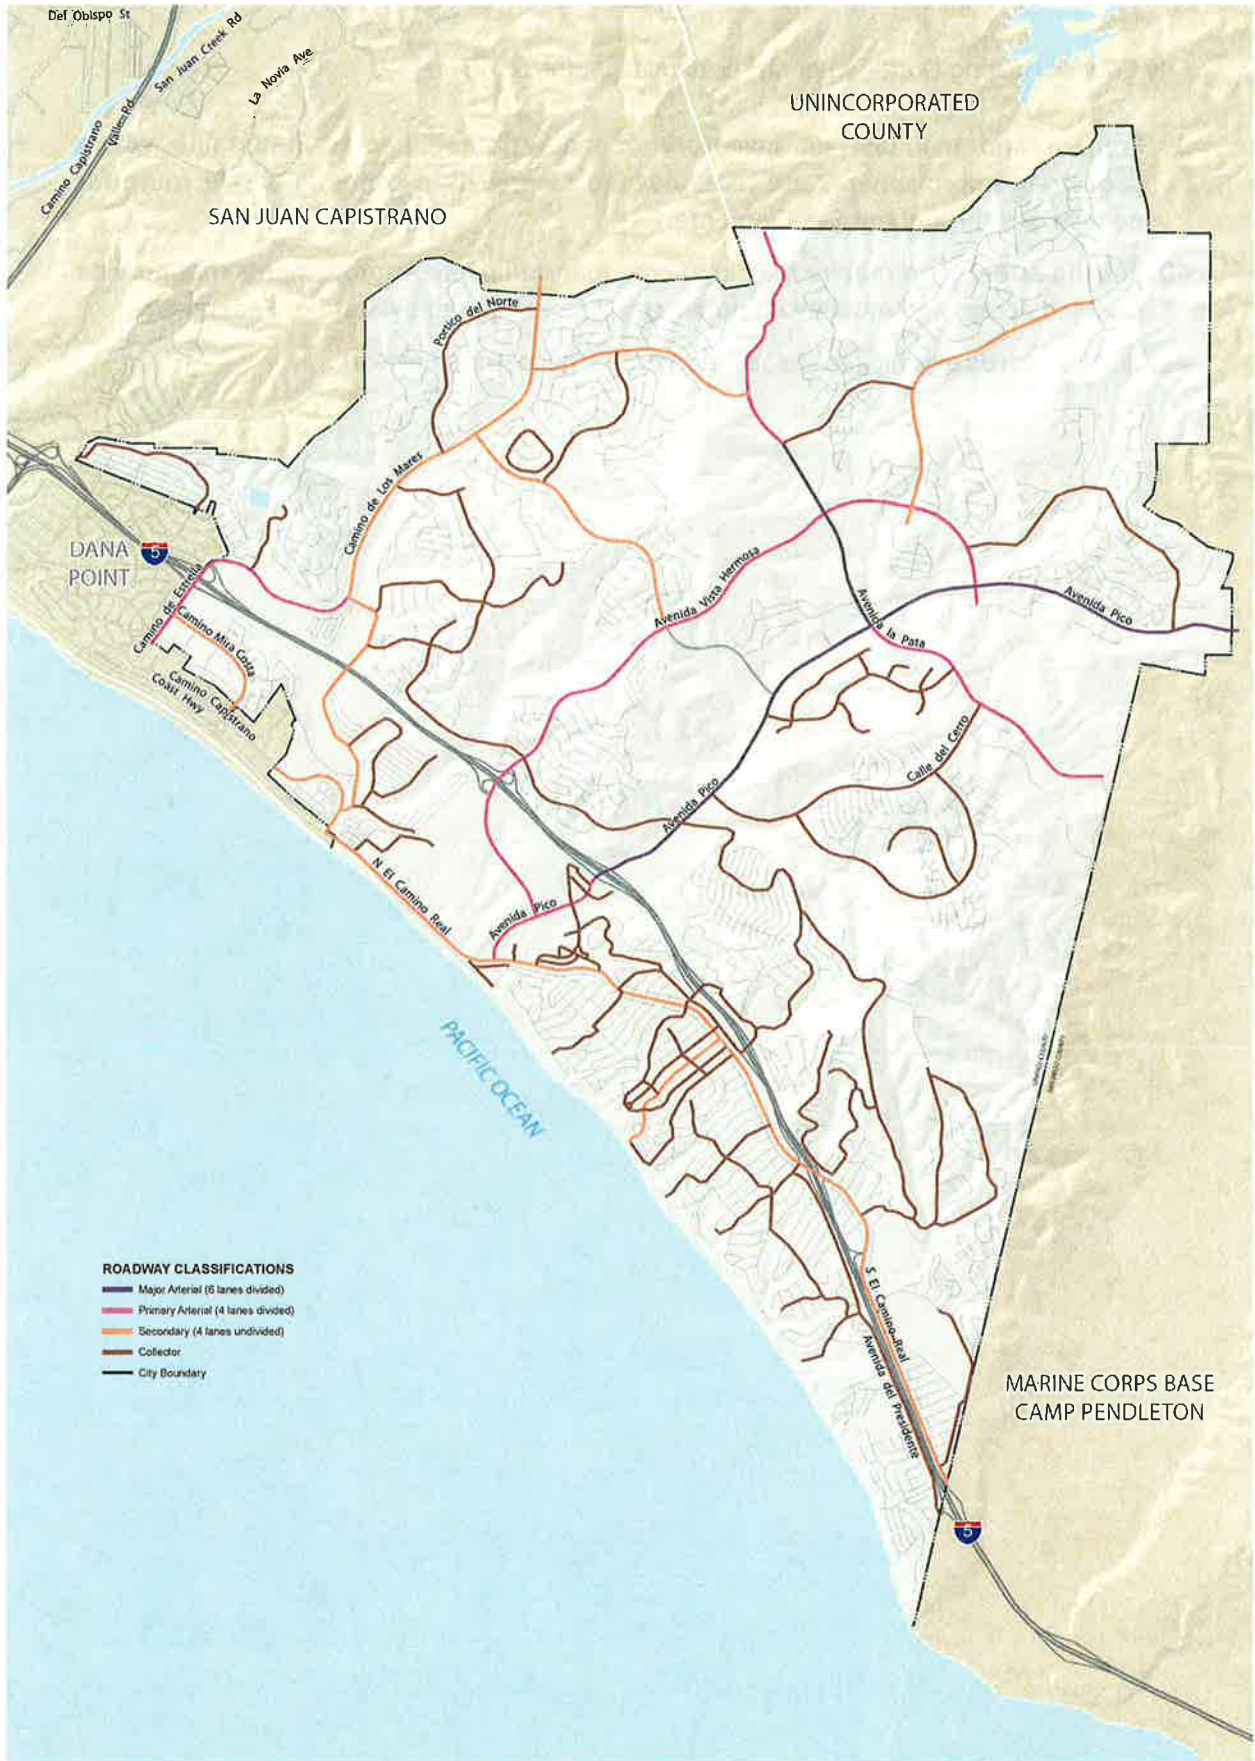 Del Obispo St
San Juan Creek Rd
La Novia Ave
Camino Capistrano
Valle Rd
UNINCORPORATED
COUNTY
SAN JUAN CAPISTRANO
Portico del Norte
Camino de Los Mares
DANA
POINT
5
Camino de Estrella
Camino Mira Costa
Camino Capistrano
Coast Hwy
Avenida Vista Hermosa
Avenida la Pata
Avenida Pico
Calle del Cerro
Avenida Pico
N El Camino Real
Avenida Pico
PACIFIC OCEAN
ROADWAY CLASSIFICATIONS
Major Arterial (6 lanes divided)
Primary Arterial (4 lanes divided)
Secondary (4 lanes undivided)
Collector
City Boundary
S El Camino Real
Avenida del Presidente
MARINE CORPS BASE
CAMP PENDLETON
5